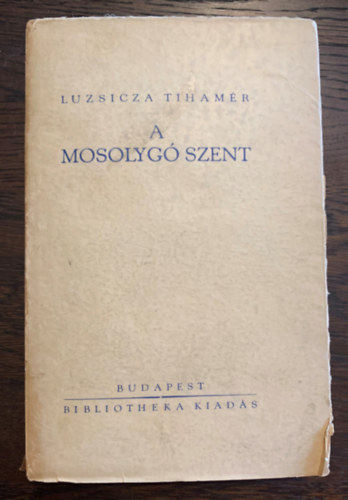 LUZSICZA TIHAMÉR
A
MOSOLYGÓ SZENT
BUDAPEST
BIBLIOTHEKA KIADÁS